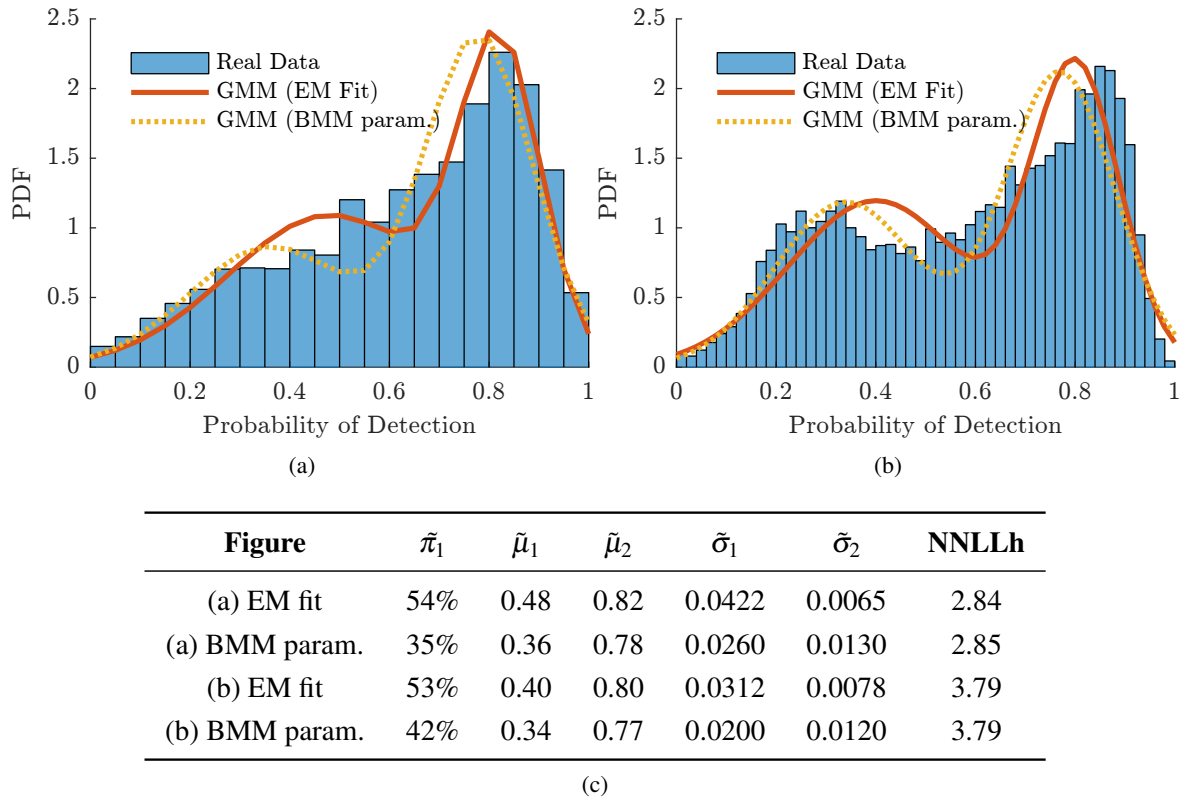 2.5
2
1.5
1
0.5
0
PDF
Real Data
GMM (EM Fit)
GMM (BMM param.)
0 0.2 0.4 0.6 0.8 1
Probability of Detection
(a)
2.5
2
1.5
1
0.5
0
PDF
Real Data
GMM (EM Fit)
GMM (BMM param.)
0 0.2 0.4 0.6 0.8 1
Probability of Detection
(b)
Figure π̃₁ μ̃₁ μ̃₂ σ̃₁ σ̃₂ NNLLh
(a) EM fit 54% 0.48 0.82 0.0422 0.0065 2.84
(a) BMM param. 35% 0.36 0.78 0.0260 0.0130 2.85
(b) EM fit 53% 0.40 0.80 0.0312 0.0078 3.79
(b) BMM param. 42% 0.34 0.77 0.0200 0.0120 3.79
(c)